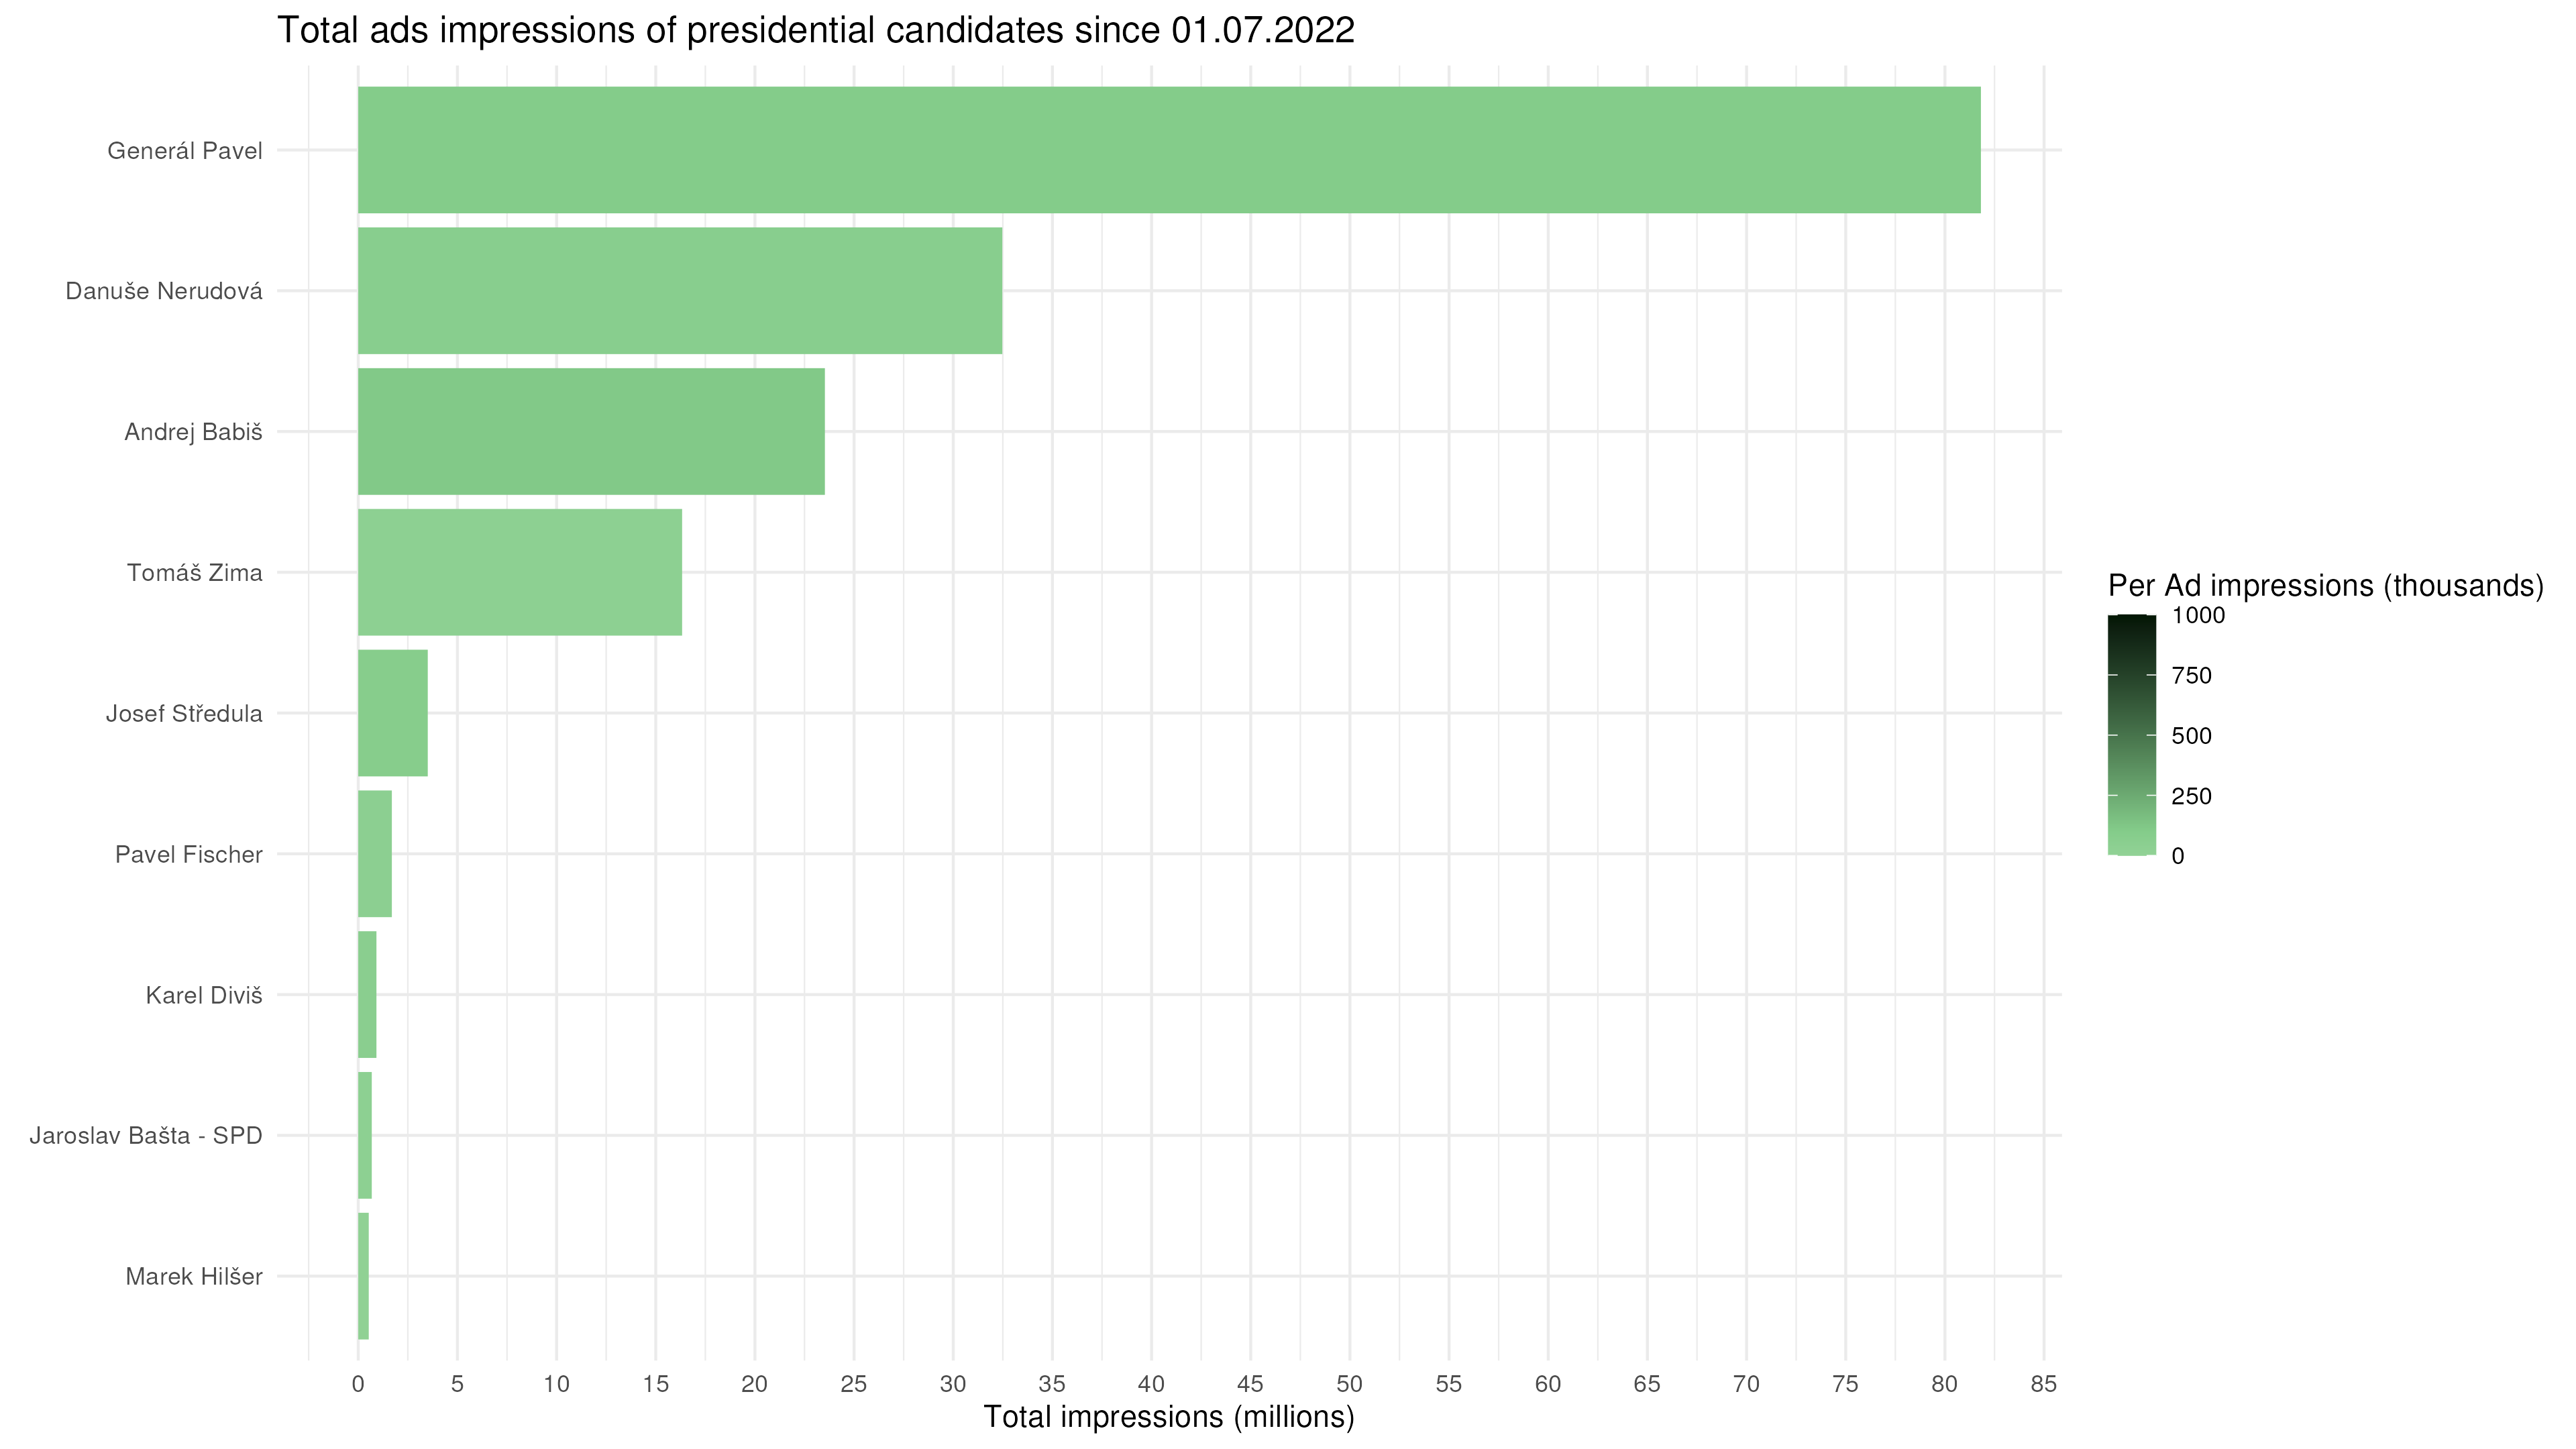 Total ads impressions of presidential candidates since 01.07.2022
Generál Pavel
Danuše Nerudová
Andrej Babiš
Tomáš Zima
Josef Středula
Pavel Fischer
Karel Diviš
Jaroslav Bašta - SPD
Marek Hilšer
0 5 10 15 20 25 30 35 40 45 50 55 60 65 70 75 80 85
Total impressions (millions)
Per Ad impressions (thousands)
1000
750
500
250
0